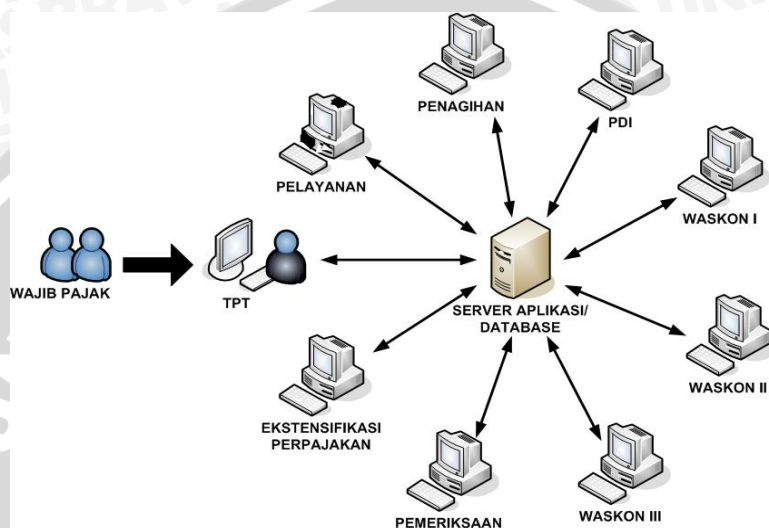 PENAGIHAN
PDI
PELAYANAN
WASKON I
WAJIB PAJAK
TPT
SERVER APLIKASI/
DATABASE
WASKON II
EKSTENSIFIKASI
PERPAJAKAN
PEMERIKSAAN
WASKON III